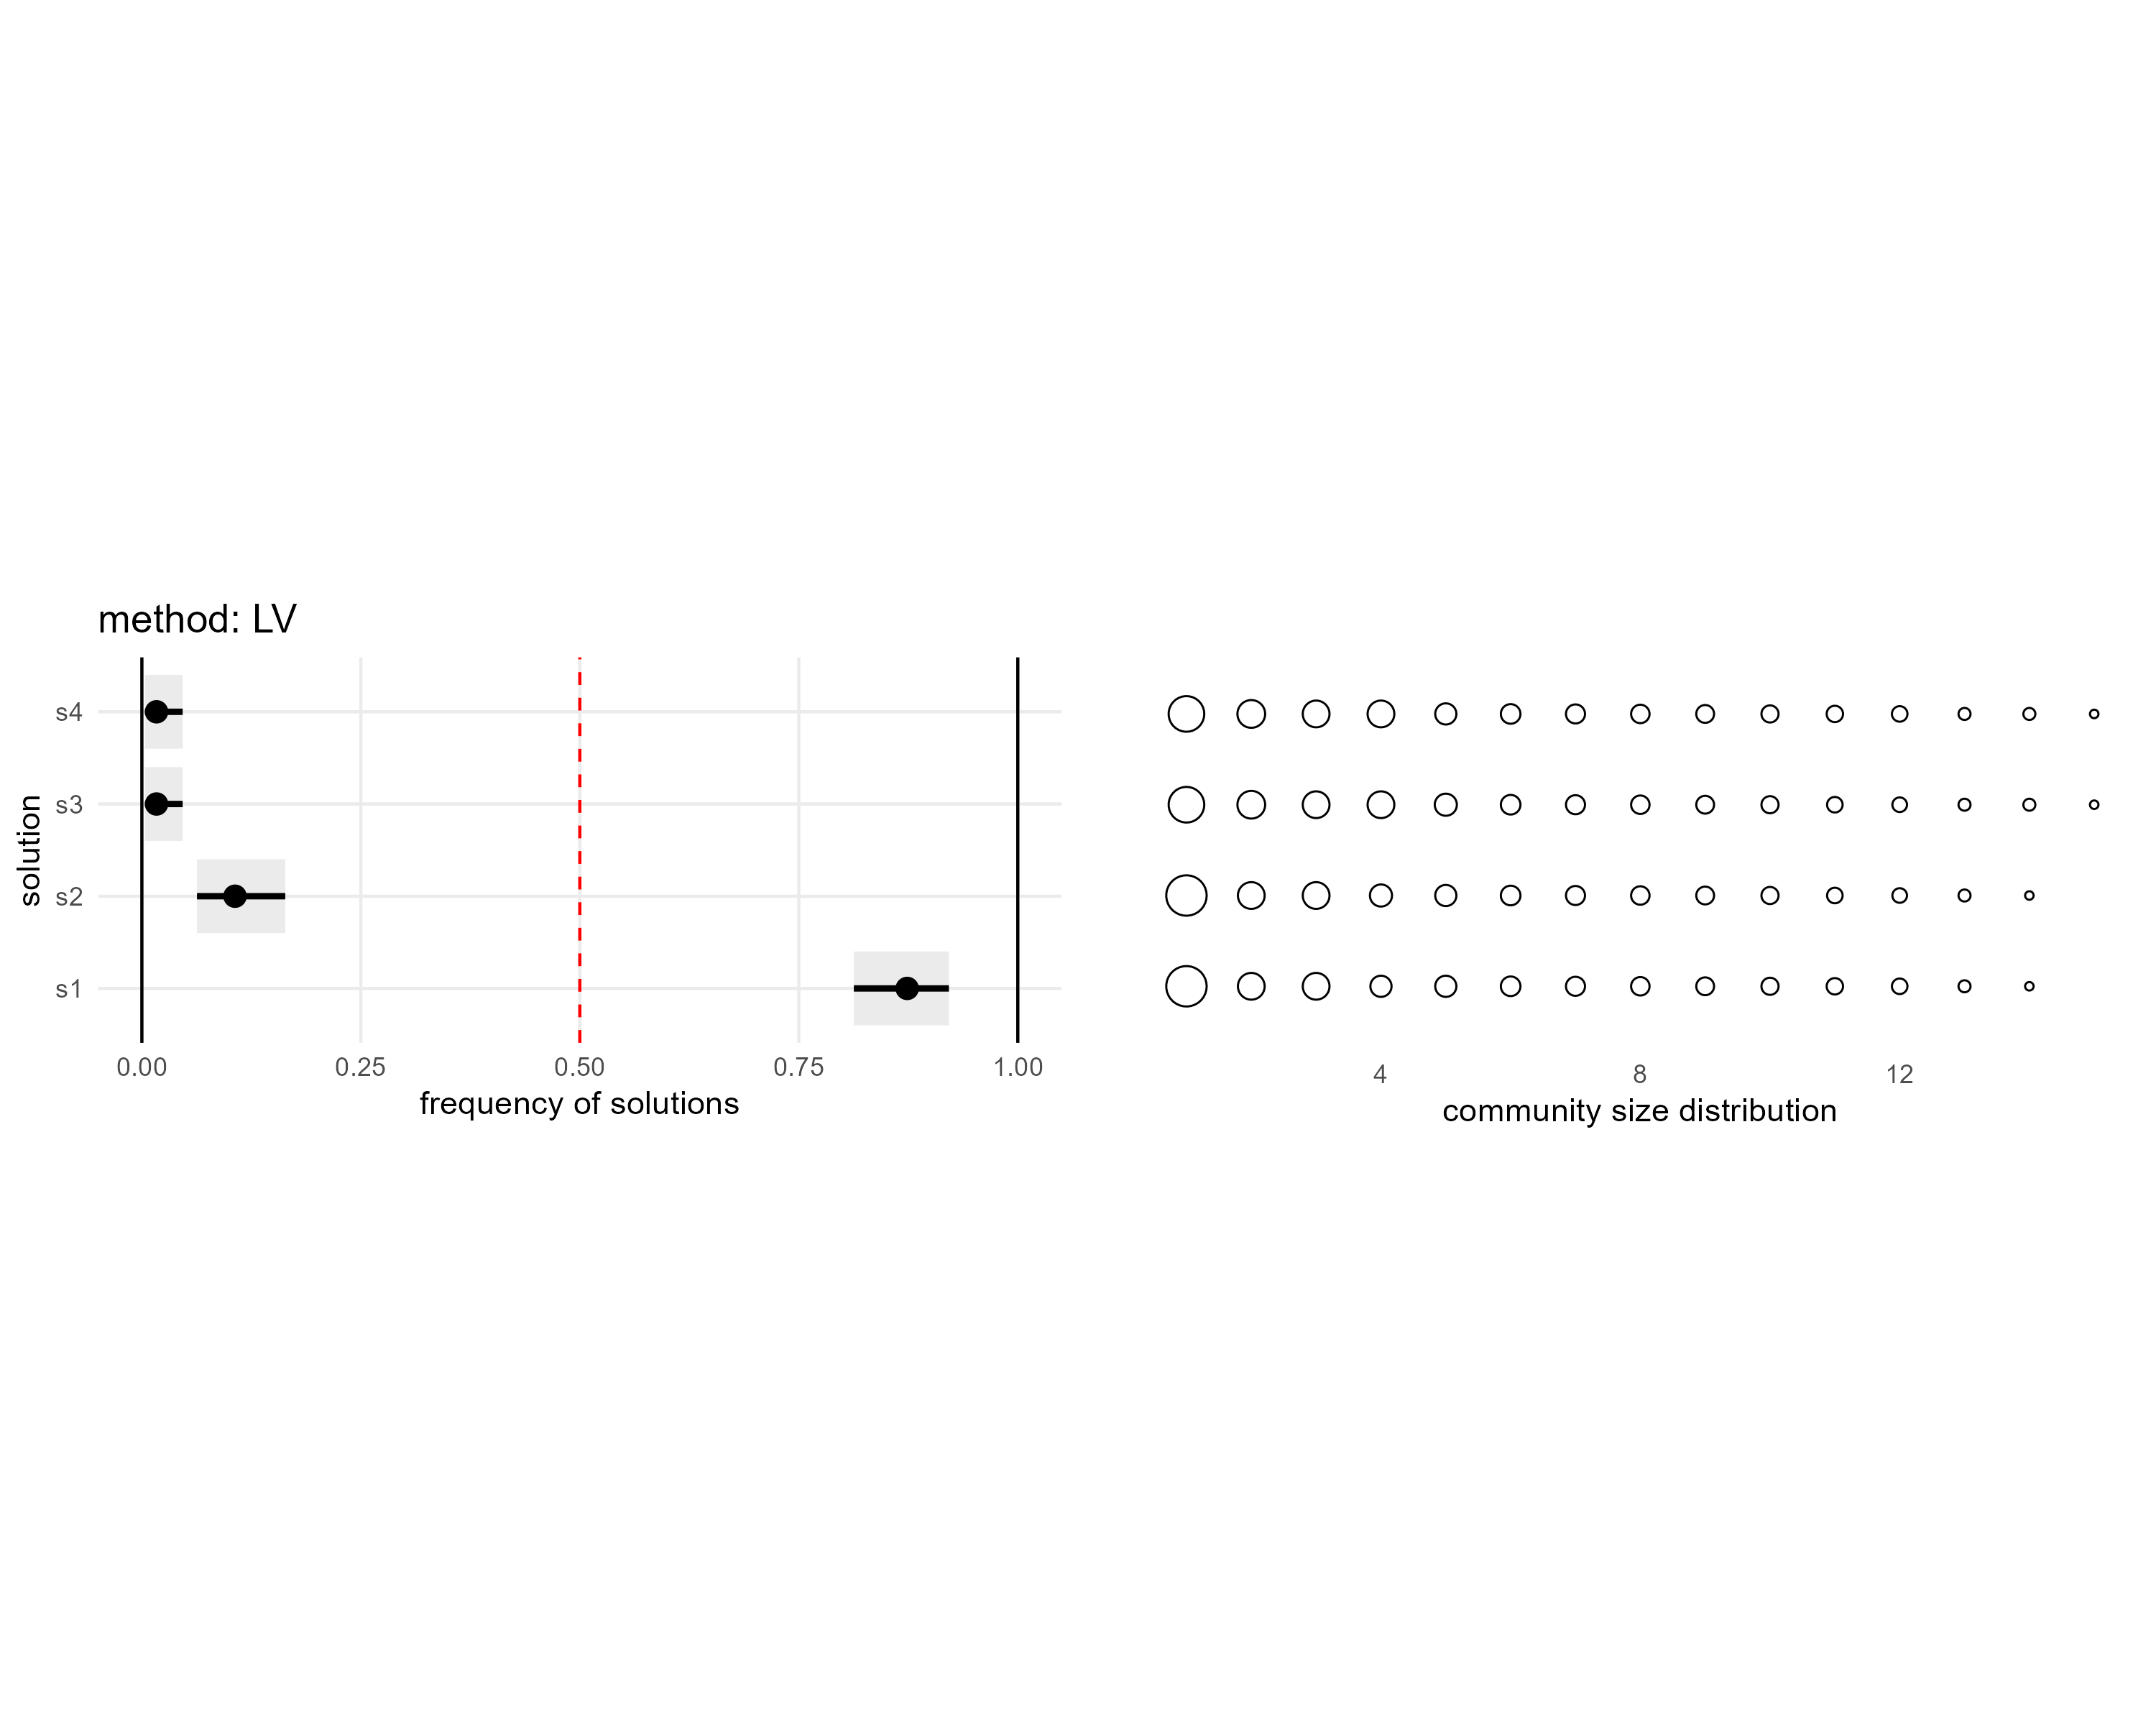 method: LV
solution
s4
s3
s2
s1
0.00 0.25 0.50 0.75 1.00
frequency of solutions
4 8 12
community size distribution